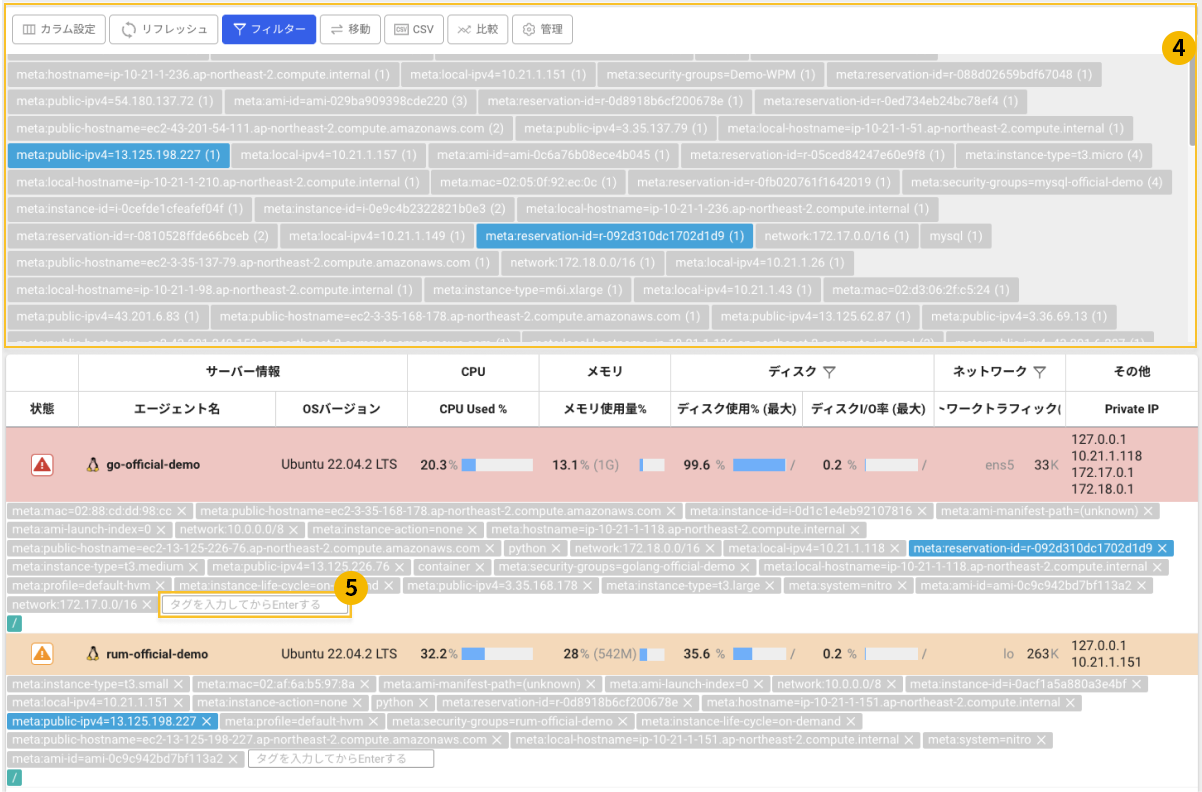 カラム設定 リフレッシュ フィルター 移動 CSV CSV 比較 管理
4
meta:hostname=ip-10-21-1-236.ap-northeast-2.compute.internal (1) meta:local-ipv4=10.21.1.151 (1) meta:security-groups=Demo-WPM (1) meta:reservation-id=r-088d02659bdf67048 (1)
meta:public-ipv4=54.180.137.72 (1) meta:ami-id=ami-029ba909398cde220 (3) meta:reservation-id=r-0d8918b6cf200678e (1) meta:reservation-id=r-0ed734eb24bc78ef4 (1)
meta:public-hostname=ec2-43-201-54-111.ap-northeast-2.compute.amazonaws.com (2) meta:public-ipv4=3.35.137.79 (1) meta:local-hostname=ip-10-21-1-51.ap-northeast-2.compute.internal (1)
meta:public-ipv4=13.125.198.227 (1) meta:local-ipv4=10.21.1.157 (1) meta:ami-id=ami-0c6a76b08ece4b045 (1) meta:reservation-id=r-05ced84247e60e9f8 (1) meta:instance-type=t3.micro (4)
meta:local-hostname=ip-10-21-1-210.ap-northeast-2.compute.internal (1) meta:mac=02:05:0f:92:ec:0c (1) meta:reservation-id=r-0fb020761f1642019 (1) meta:security-groups=mysql-official-demo (4)
meta:instance-id=i-0cefde1cfeafef04f (1) meta:instance-id=i-0e9c4b2322821b0e3 (2) meta:local-hostname=ip-10-21-1-236.ap-northeast-2.compute.internal (1)
meta:reservation-id=r-0810528ffde66bceb (2) meta:local-ipv4=10.21.1.149 (1) meta:reservation-id=r-092d310dc1702d1d9 (1) network:172.17.0.0/16 (1) mysql (1)
meta:public-hostname=ec2-3-35-137-79.ap-northeast-2.compute.amazonaws.com (1) network:172.18.0.0/16 (1) meta:local-ipv4=10.21.1.26 (1)
meta:local-hostname=ip-10-21-1-98.ap-northeast-2.compute.internal (1) meta:instance-type=m6i.xlarge (1) meta:local-ipv4=10.21.1.43 (1) meta:mac=02:d3:06:2f:c5:24 (1)
meta:public-ipv4=43.201.6.83 (1) meta:public-hostname=ec2-3-35-168-178.ap-northeast-2.compute.amazonaws.com (1) meta:public-ipv4=13.125.62.87 (1) meta:public-ipv4=3.36.69.13 (1)
サーバー情報 CPU メモリ ディスク ネットワーク その他
状態 エージェント名 OSバージョン CPU Used % メモリ使用量% ディスク使用% (最大) ディスクI/O率 (最大) ワークトラフィック( Private IP
go-official-demo Ubuntu 22.04.2 LTS 20.3% 13.1% (1G) 99.6 % / 0.2 % / ens5 33K
127.0.0.1
10.21.1.118
172.17.0.1
172.18.0.1
meta:mac=02:88:cd:dd:98:cc × meta:public-hostname=ec2-3-35-168-178.ap-northeast-2.compute.amazonaws.com × meta:instance-id=i-0d1c1e4eb92107816 × meta:ami-manifest-path=(unknown) ×
meta:ami-launch-index=0 × network:10.0.0.0/8 × meta:instance-action=none × meta:hostname=ip-10-21-1-118.ap-northeast-2.compute.internal ×
meta:public-hostname=ec2-13-125-226-76.ap-northeast-2.compute.amazonaws.com × python × network:172.18.0.0/16 × meta:local-ipv4=10.21.1.118 × meta:reservation-id=r-092d310dc1702d1d9 ×
meta:instance-type=t3.medium × meta:public-ipv4=13.125.226.76 × container × meta:security-groups=golang-official-demo × meta:local-hostname=ip-10-21-1-118.ap-northeast-2.compute.internal ×
meta:profile=default-hvm × meta:instance-life-cycle=on- nd × meta:public-ipv4=3.35.168.178 × meta:instance-type=t3.large × meta:system=nitro × meta:ami-id=ami-0c9c942bd7bf113a2 ×
5
network:172.17.0.0/16 × タグを入力してからEnterする
/
rum-official-demo Ubuntu 22.04.2 LTS 32.2% 28% (542M) 35.6 % / 0.2 % / lo 263K
127.0.0.1
10.21.1.151
meta:instance-type=t3.small × meta:mac=02:af:6a:b5:97:8a × meta:ami-manifest-path=(unknown) × meta:ami-launch-index=0 × network:10.0.0.0/8 × meta:instance-id=i-0acf1a5a880a3e4bf ×
meta:local-ipv4=10.21.1.151 × meta:instance-action=none × python × meta:reservation-id=r-0d8918b6cf200678e × meta:hostname=ip-10-21-1-151.ap-northeast-2.compute.internal ×
meta:public-ipv4=13.125.198.227 × meta:profile=default-hvm × meta:security-groups=rum-official-demo × meta:instance-life-cycle=on-demand ×
meta:public-hostname=ec2-13-125-198-227.ap-northeast-2.compute.amazonaws.com × meta:local-hostname=ip-10-21-1-151.ap-northeast-2.compute.internal × meta:system=nitro ×
meta:ami-id=ami-0c9c942bd7bf113a2 × タグを入力してからEnterする
/